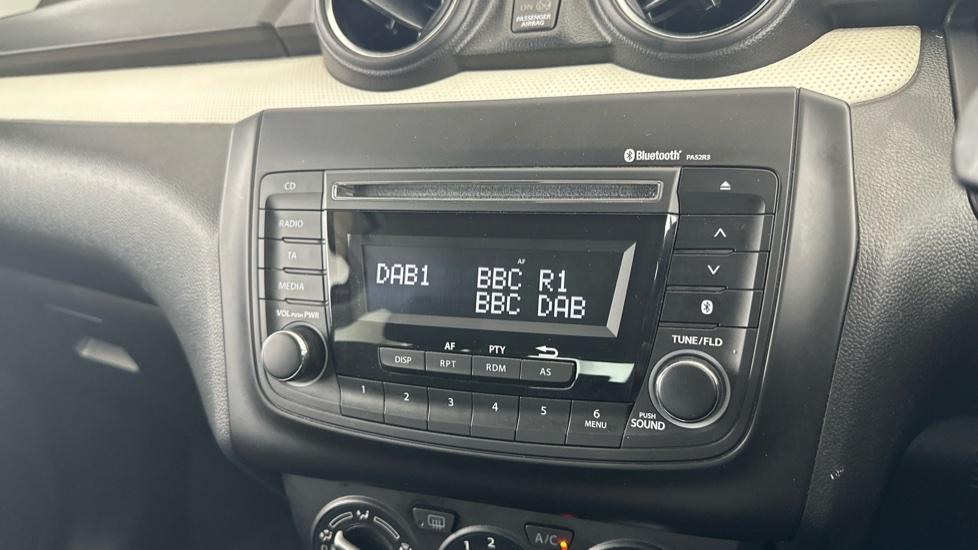 ON
PASSENGER AIRBAG
Bluetooth® PA52R3
CD
RADIO
TA
MEDIA
VOL PUSH PWR
AF
DAB1 BBC R1
BBC DAB
AF PTY
DISP RPT RDM AS
1 2 3 4 5 6
MENU
TUNE/FLD
PUSH
SOUND
2
A/C